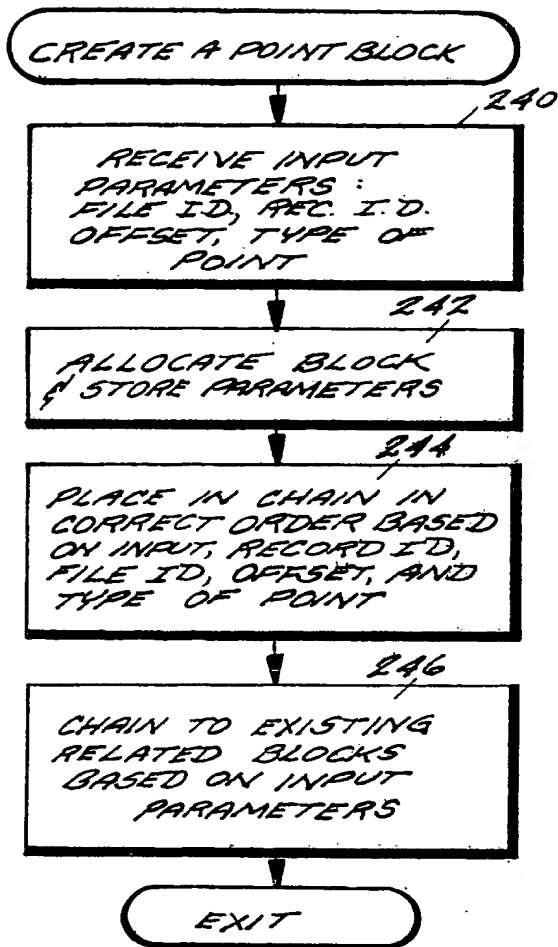 CREATE A POINT BLOCK
240
RECEIVE INPUT
PARAMETERS :
FILE ID., REC. I.D.
OFFSET, TYPE OF
POINT
242
ALLOCATE BLOCK
& STORE PARAMETERS
244
PLACE IN CHAIN IN
CORRECT ORDER BASED
ON INPUT, RECORD ID,
FILE ID, OFFSET, AND
TYPE OF POINT
246
CHAIN TO EXISTING
RELATED BLOCKS
BASED ON INPUT
PARAMETERS
EXIT